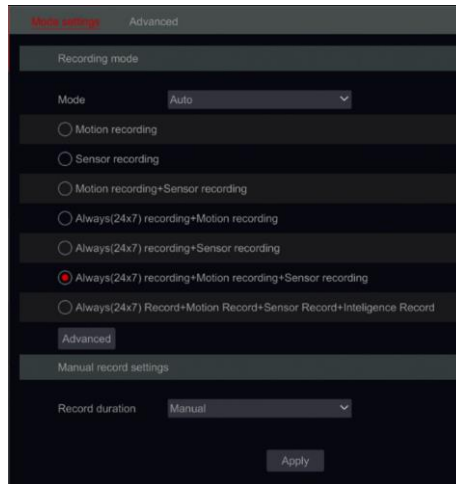 Mode settings Advanced
Recording mode
Mode Auto
Motion recording
Sensor recording
Motion recording+Sensor recording
Always(24x7) recording+Motion recording
Always(24x7) recording+Sensor recording
Always(24x7) recording+Motion recording+Sensor recording
Always(24x7) Record+Motion Record+Sensor Record+Inteligence Record
Advanced
Manual record settings
Record duration Manual
Apply